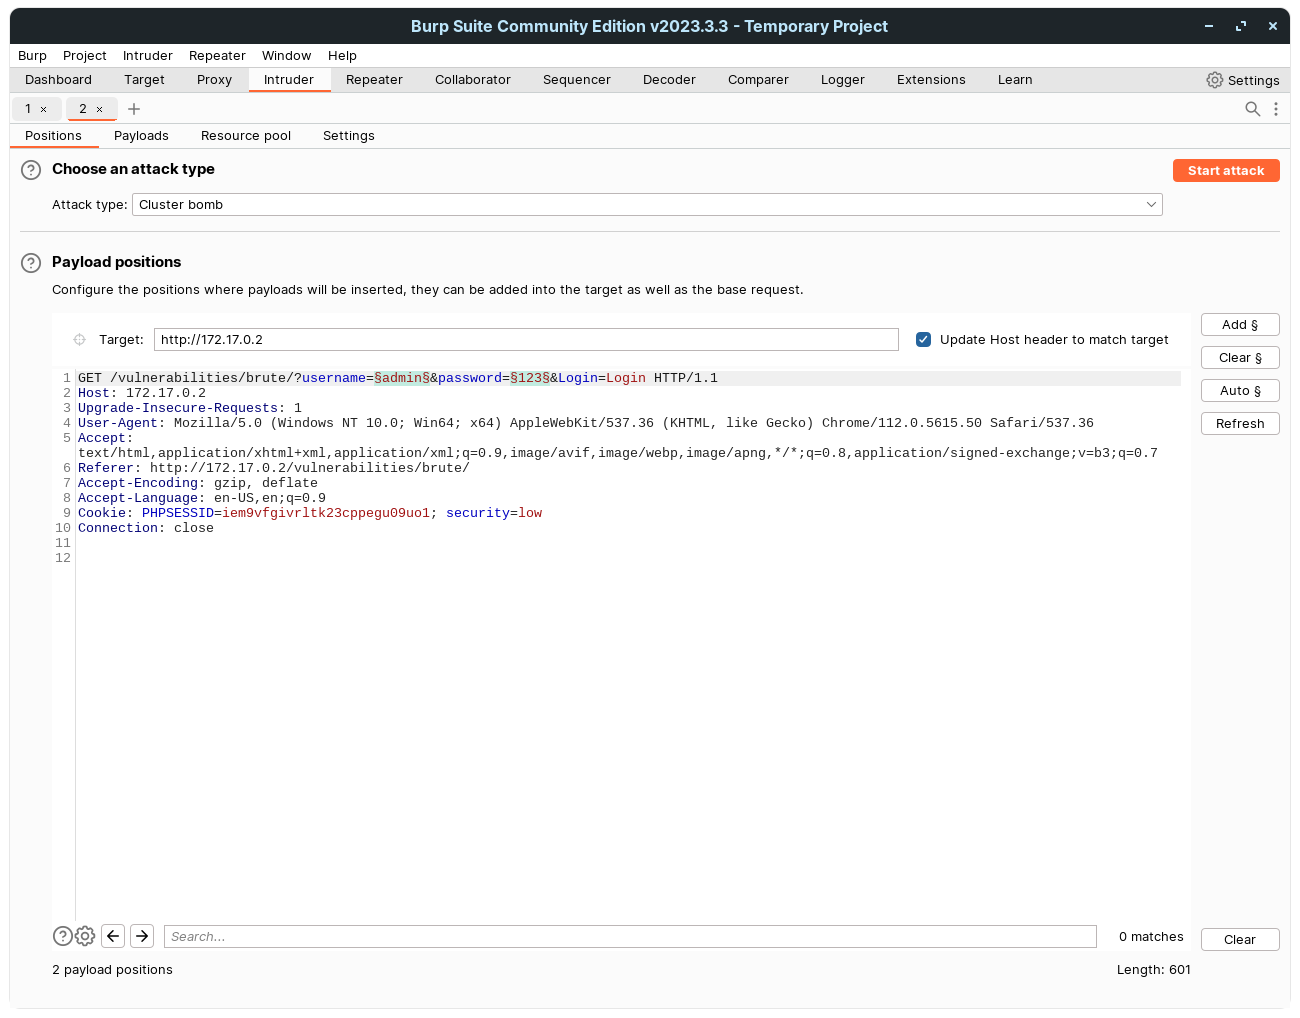 Burp Suite Community Edition v2023.3.3 - Temporary Project
Burp Project Intruder Repeater Window Help
Dashboard Target Proxy Intruder Repeater Collaborator Sequencer Decoder Comparer Logger Extensions Learn Settings
1 × 2 × +
Positions Payloads Resource pool Settings
? Choose an attack type Start attack
Attack type: Cluster bomb
? Payload positions
Configure the positions where payloads will be inserted, they can be added into the target as well as the base request.
Target: http://172.17.0.2 Update Host header to match target
Add §
Clear §
Auto §
Refresh
1 GET /vulnerabilities/brute/?username=§admin§&password=§123§&Login=Login HTTP/1.1
2 Host: 172.17.0.2
3 Upgrade-Insecure-Requests: 1
4 User-Agent: Mozilla/5.0 (Windows NT 10.0; Win64; x64) AppleWebKit/537.36 (KHTML, like Gecko) Chrome/112.0.5615.50 Safari/537.36
5 Accept:
text/html,application/xhtml+xml,application/xml;q=0.9,image/avif,image/webp,image/apng,*/*;q=0.8,application/signed-exchange;v=b3;q=0.7
6 Referer: http://172.17.0.2/vulnerabilities/brute/
7 Accept-Encoding: gzip, deflate
8 Accept-Language: en-US,en;q=0.9
9 Cookie: PHPSESSID=iem9vfgivrltk23cppegu09uo1; security=low
10 Connection: close
11
12
? Search... 0 matches Clear
2 payload positions Length: 601